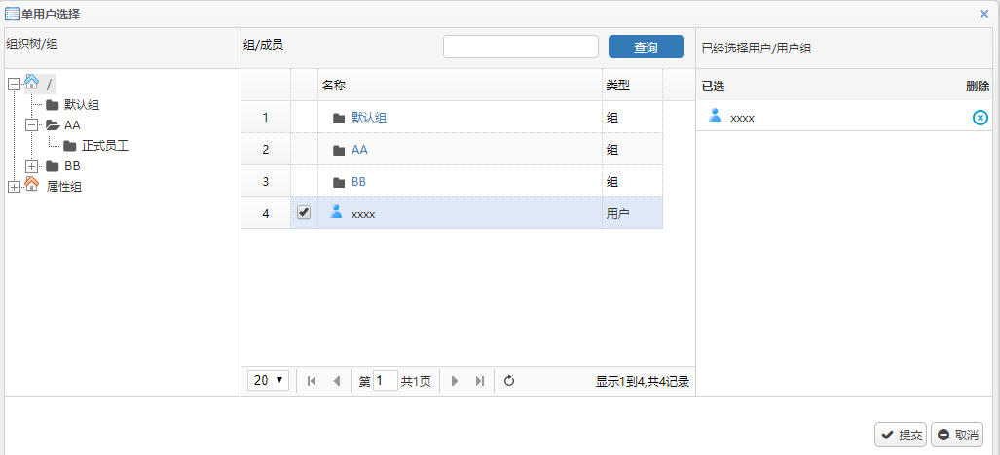 单用户选择
组织树/组
/
默认组
AA
正式员工
BB
属性组
组/成员
查询
名称 类型
1 默认组 组
2 AA 组
3 BB 组
4 xxxx 用户
20 第 1 共1页 显示1到4,共4记录
已经选择用户/用户组
已选 删除
xxxx
提交 取消